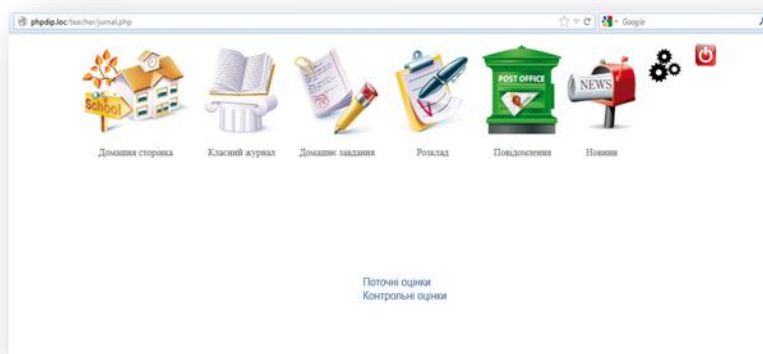 phpdip.loc/teacher/jurnal.php
Google
School
POST OFFICE
NEWS
Домашня сторінка
Класний журнал
Домашнє завдання
Розклад
Повідомлення
Новини
Поточні оцінки
Контрольні оцінки